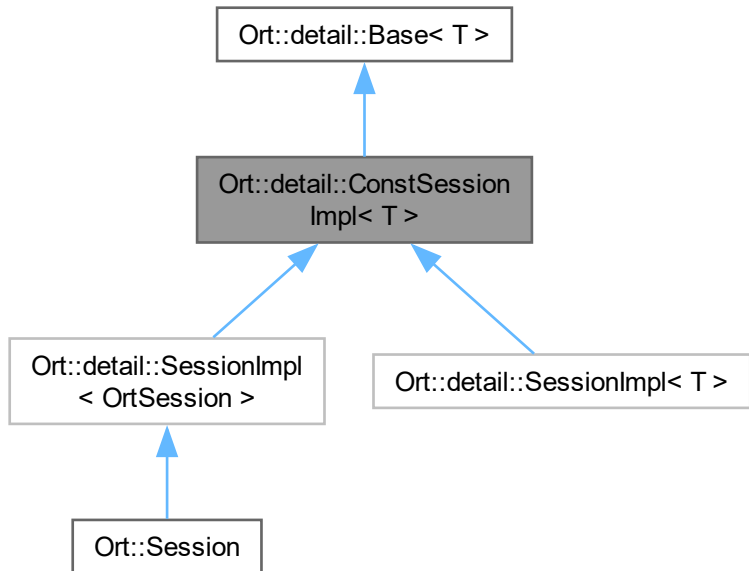 Ort::detail::Base< T >
Ort::detail::ConstSession
Impl< T >
Ort::detail::SessionImpl
< OrtSession >
Ort::detail::SessionImpl< T >
Ort::Session